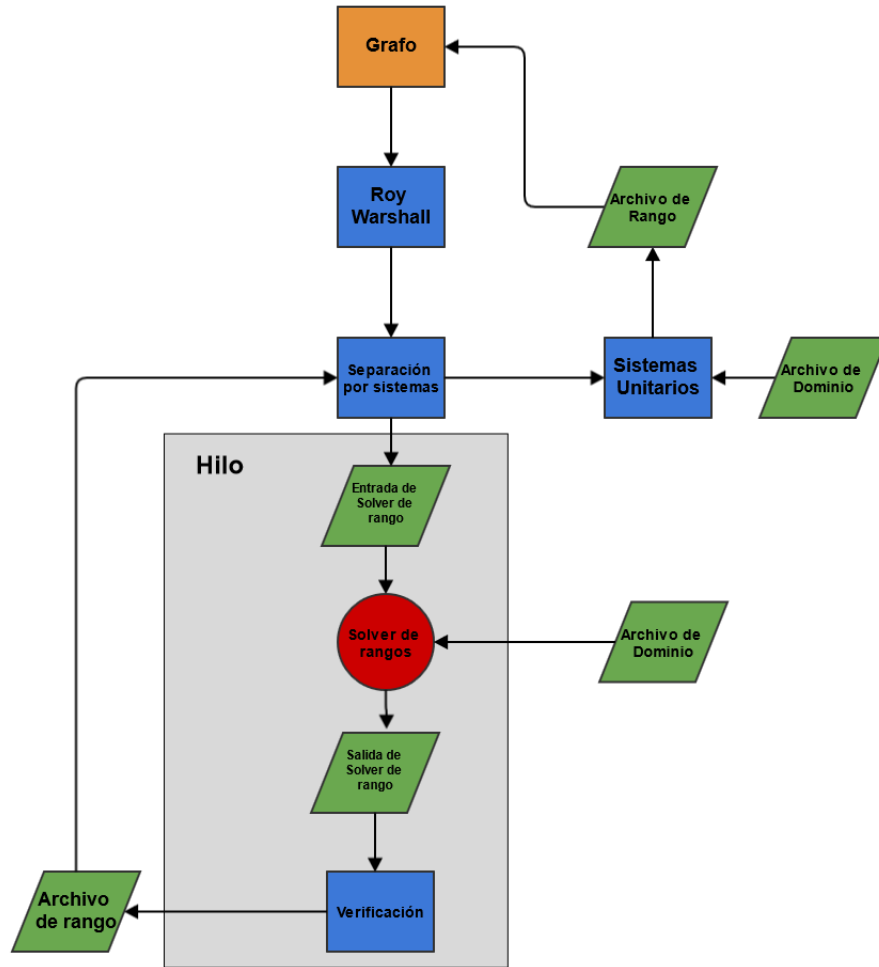 Grafo
Roy
Warshall
Archivo de
Rango
Separación
por sistemas
Sistemas
Unitarios
Archivo de
Dominio
Hilo
Entrada de
Solver de
rango
Solver de
rangos
Archivo de
Dominio
Salida de
Solver de
rango
Archivo
de rango
Verificación